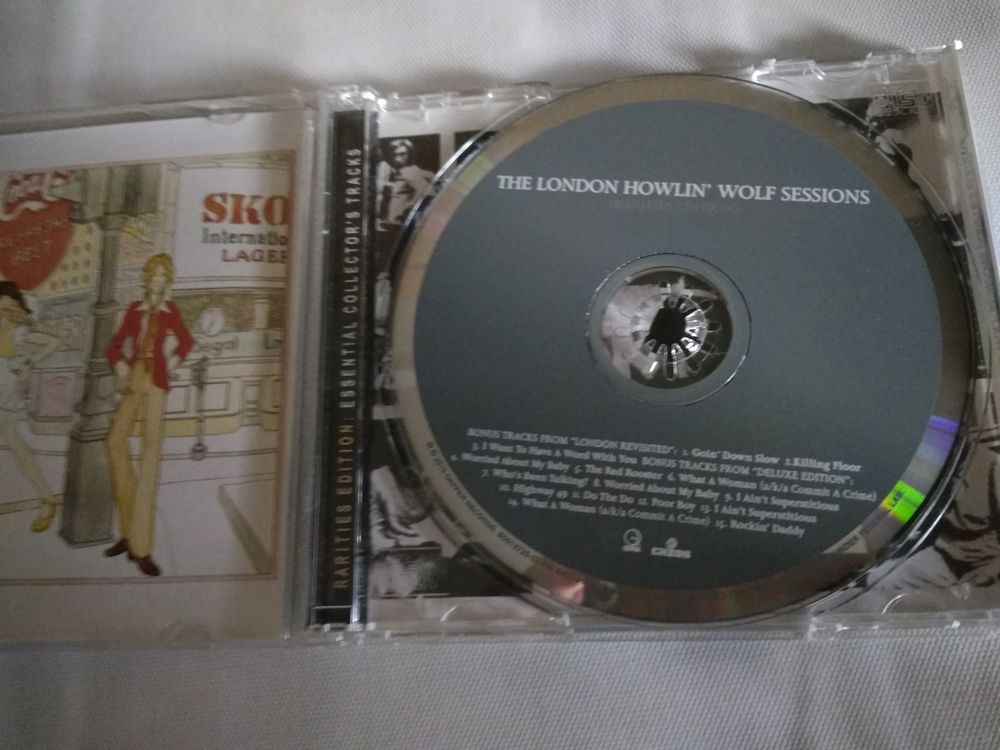 SKO
Internatio
LAGE
RARITIES EDITION: ESSENTIAL COLLECTOR'S TRACKS
THE LONDON HOWLIN' WOLF SESSIONS
(RARITIES EDITION)
BONUS TRACKS FROM "LONDON REVISITED": 1. Goin' Down Slow 2.Killing Floor
3. I Want To Have A Word With You BONUS TRACKS FROM "DELUXE EDITION":
4. Worried About My Baby 5. The Red Rooster 6. What A Woman (a/k/a Commit A Crime)
7. Who's Been Talking? 8. Worried About My Baby 9. I Ain't Superstitious
10. Highway 49 11. Do The Do 12. Poor Boy 13. I Ain't Superstitious
14. What A Woman (a/k/a Commit A Crime) 15. Rockin' Daddy
CHESS